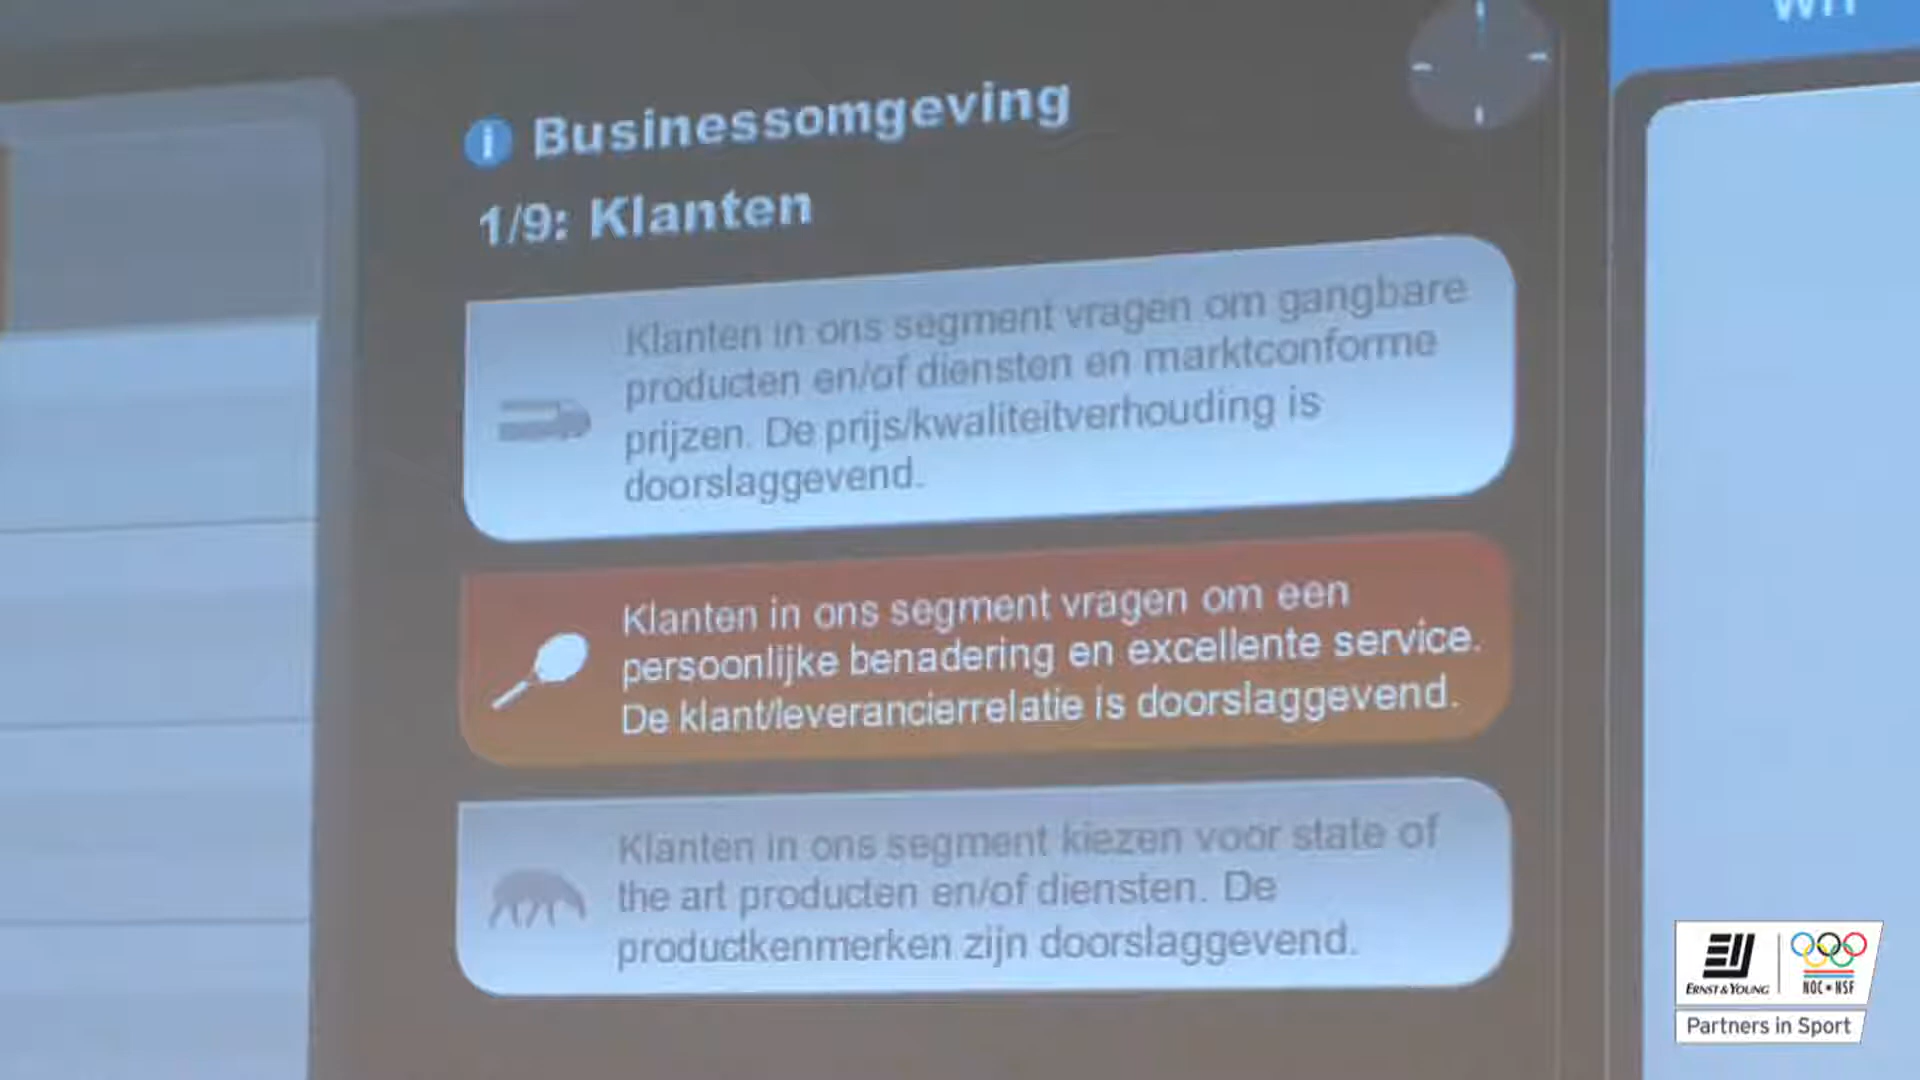 Businessomgeving
1/9: Klanten
Klanten in ons segment vragen om gangbare
producten en/of diensten en marktconforme
prijzen. De prijs/kwaliteitverhouding is
doorslaggevend.
Klanten in ons segment vragen om een
persoonlijke benadering en excellente service.
De klant/leverancierrelatie is doorslaggevend.
Klanten in ons segment kiezen voor state of
the art producten en/of diensten. De
productkenmerken zijn doorslaggevend.
ERNST & YOUNG
NOC*NSF
Partners in Sport